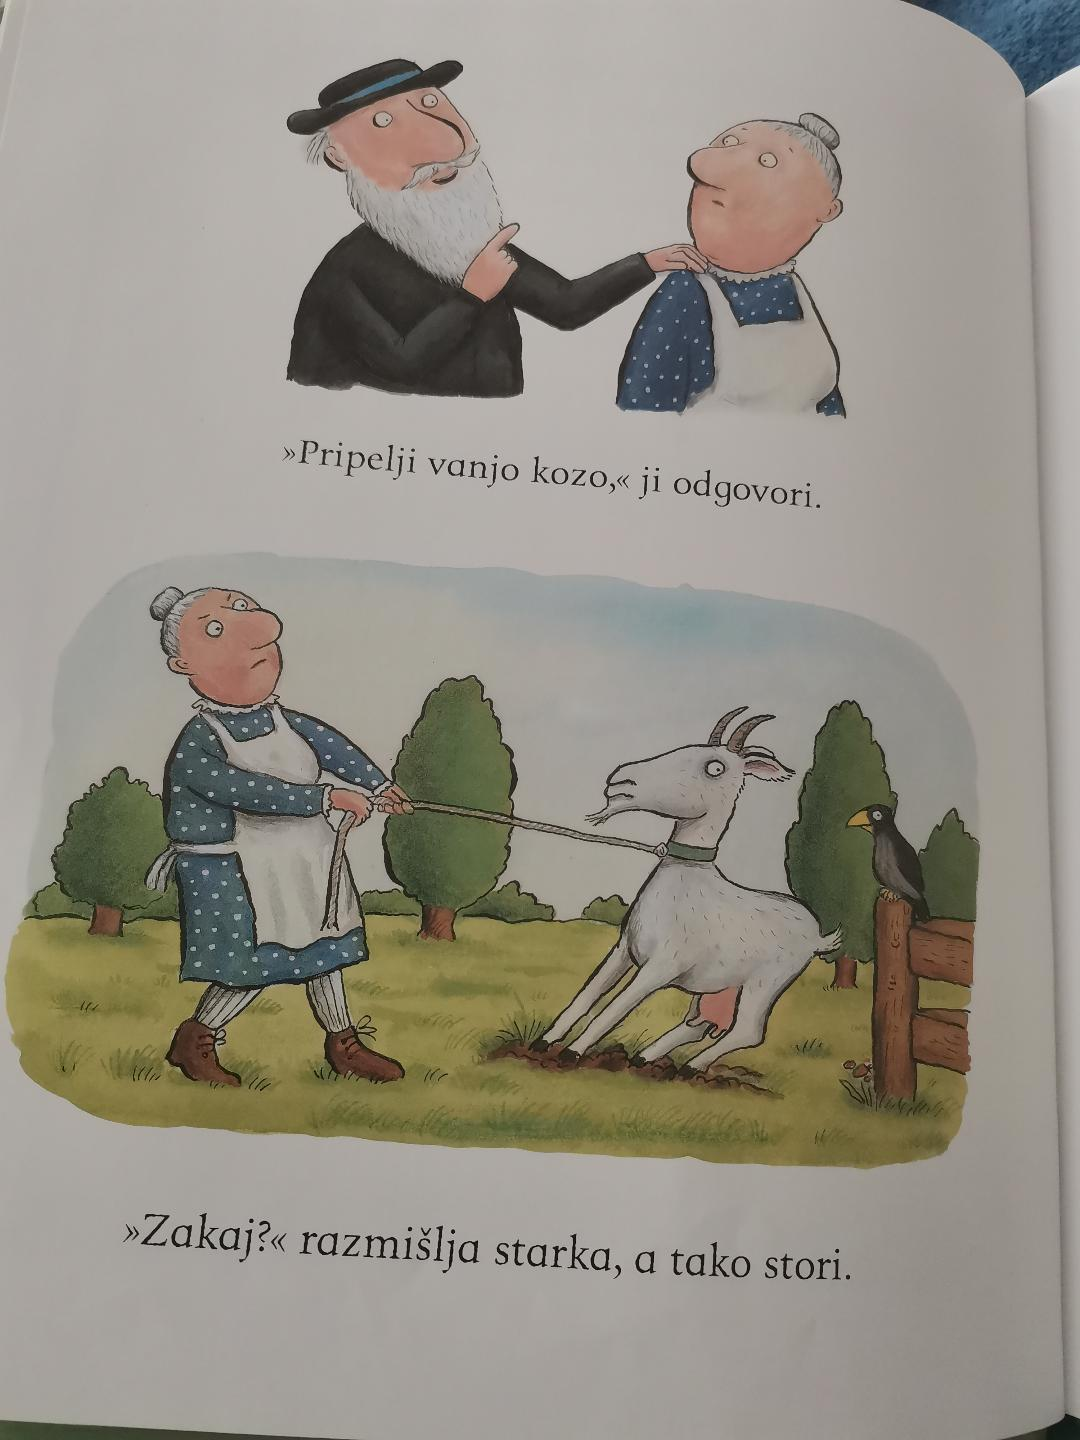 »Pripelji vanjo kozo,« ji odgovori.
»Zakaj?« razmišlja starka, a tako stori.